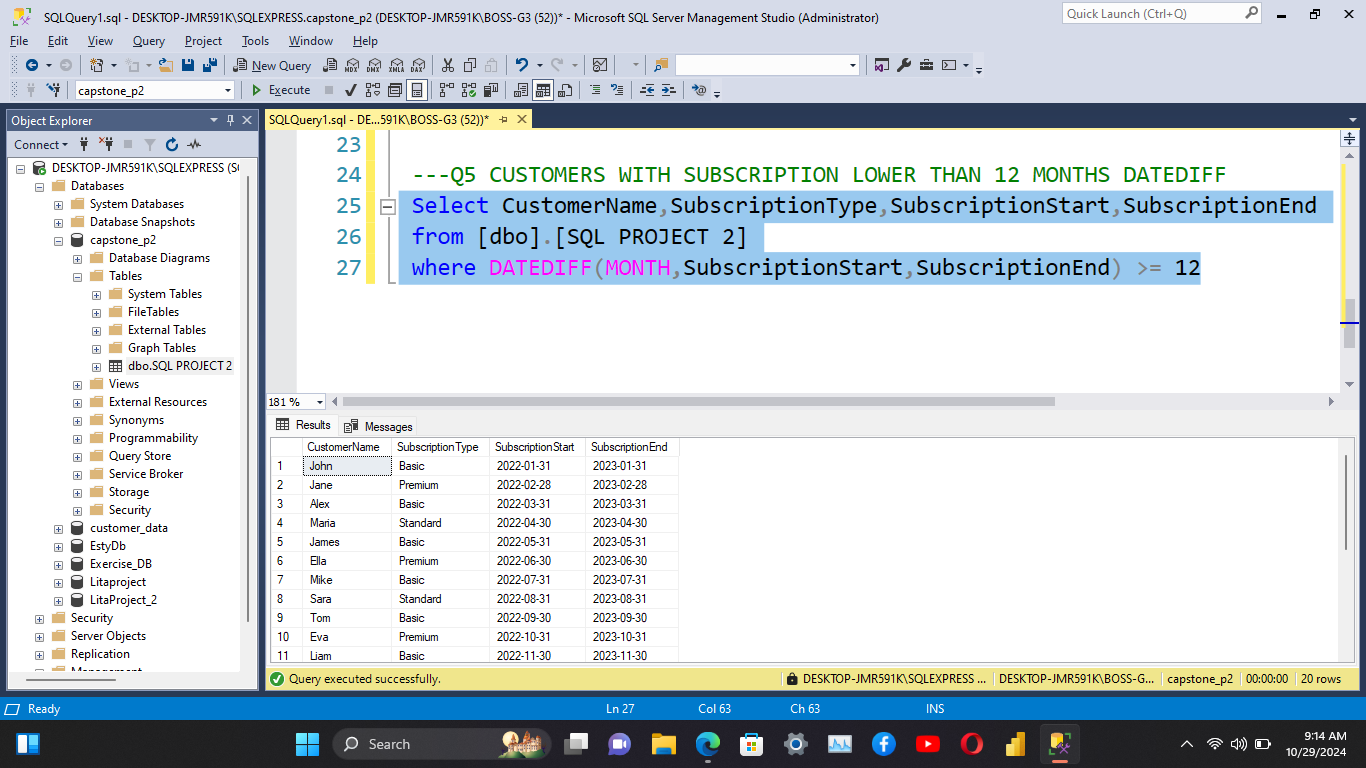 SQLQuery1.sql - DESKTOP-JMR591K\SQLEXPRESS.capstone_p2 (DESKTOP-JMR591K\BOSS-G3 (52))* - Microsoft SQL Server Management Studio (Administrator)
Quick Launch (Ctrl+Q)
File Edit View Query Project Tools Window Help
New Query MDX DMX XMLA DAX
capstone_p2 Execute
Object Explorer
Connect
DESKTOP-JMR591K\SQLEXPRESS (S
Databases
System Databases
Database Snapshots
capstone_p2
Database Diagrams
Tables
System Tables
FileTables
External Tables
Graph Tables
dbo.SQL PROJECT 2
Views
External Resources
Synonyms
Programmability
Query Store
Service Broker
Storage
Security
customer_data
EstyDb
Exercise_DB
Litaproject
LitaProject_2
Security
Server Objects
Replication
Management
SQLQuery1.sql - DE...591K\BOSS-G3 (52))*
23
24 ---Q5 CUSTOMERS WITH SUBSCRIPTION LOWER THAN 12 MONTHS DATEDIFF
25 Select CustomerName,SubscriptionType,SubscriptionStart,SubscriptionEnd
26 from [dbo].[SQL PROJECT 2]
27 where DATEDIFF(MONTH,SubscriptionStart,SubscriptionEnd) >= 12
181 %
Results Messages
CustomerName SubscriptionType SubscriptionStart SubscriptionEnd
1 John Basic 2022-01-31 2023-01-31
2 Jane Premium 2022-02-28 2023-02-28
3 Alex Basic 2022-03-31 2023-03-31
4 Maria Standard 2022-04-30 2023-04-30
5 James Basic 2022-05-31 2023-05-31
6 Ella Premium 2022-06-30 2023-06-30
7 Mike Basic 2022-07-31 2023-07-31
8 Sara Standard 2022-08-31 2023-08-31
9 Tom Basic 2022-09-30 2023-09-30
10 Eva Premium 2022-10-31 2023-10-31
11 Liam Basic 2022-11-30 2023-11-30
Query executed successfully. DESKTOP-JMR591K\SQLEXPRESS ... DESKTOP-JMR591K\BOSS-G... capstone_p2 00:00:00 20 rows
Ready Ln 27 Col 63 Ch 63 INS
Search
9:14 AM
10/29/2024